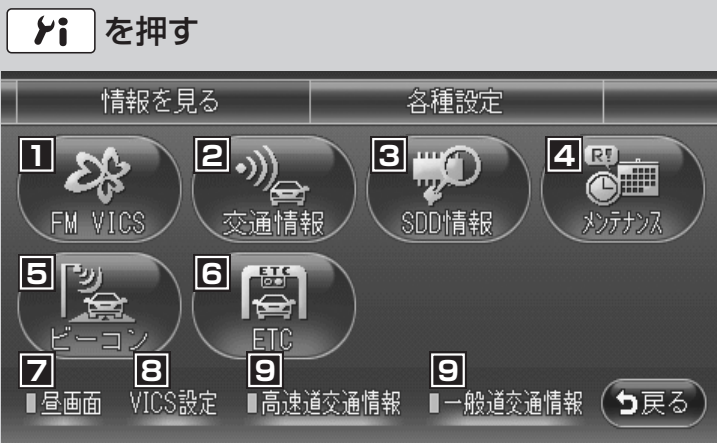 i を押す
情報を見る 各種設定
1 2 3 4
R!
FM VICS 交通情報 SDD情報 メンテナンス
5 6
ETC
ビーコン ETC
7 8 9 9
昼画面 VICS設定 高速道交通情報 一般道交通情報 戻る